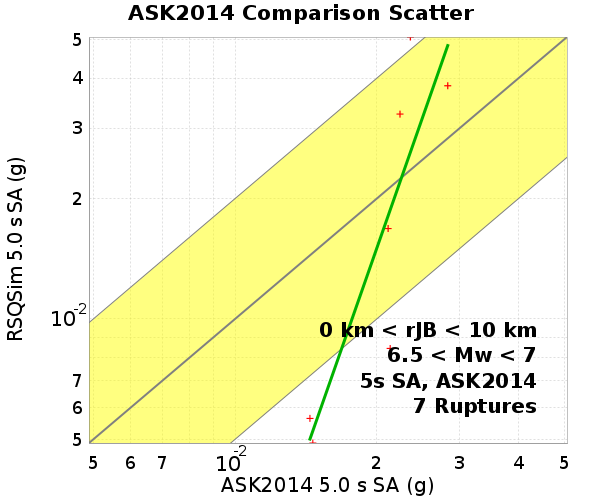 ASK2014 Comparison Scatter
5
4
3
2
10-2
7
6
5
RSQSim 5.0 s SA (g)
0 km < rJB < 10 km
6.5 < Mw < 7
5s SA, ASK2014
7 Ruptures
5 6 7 10-2 2 3 4 5
ASK2014 5.0 s SA (g)